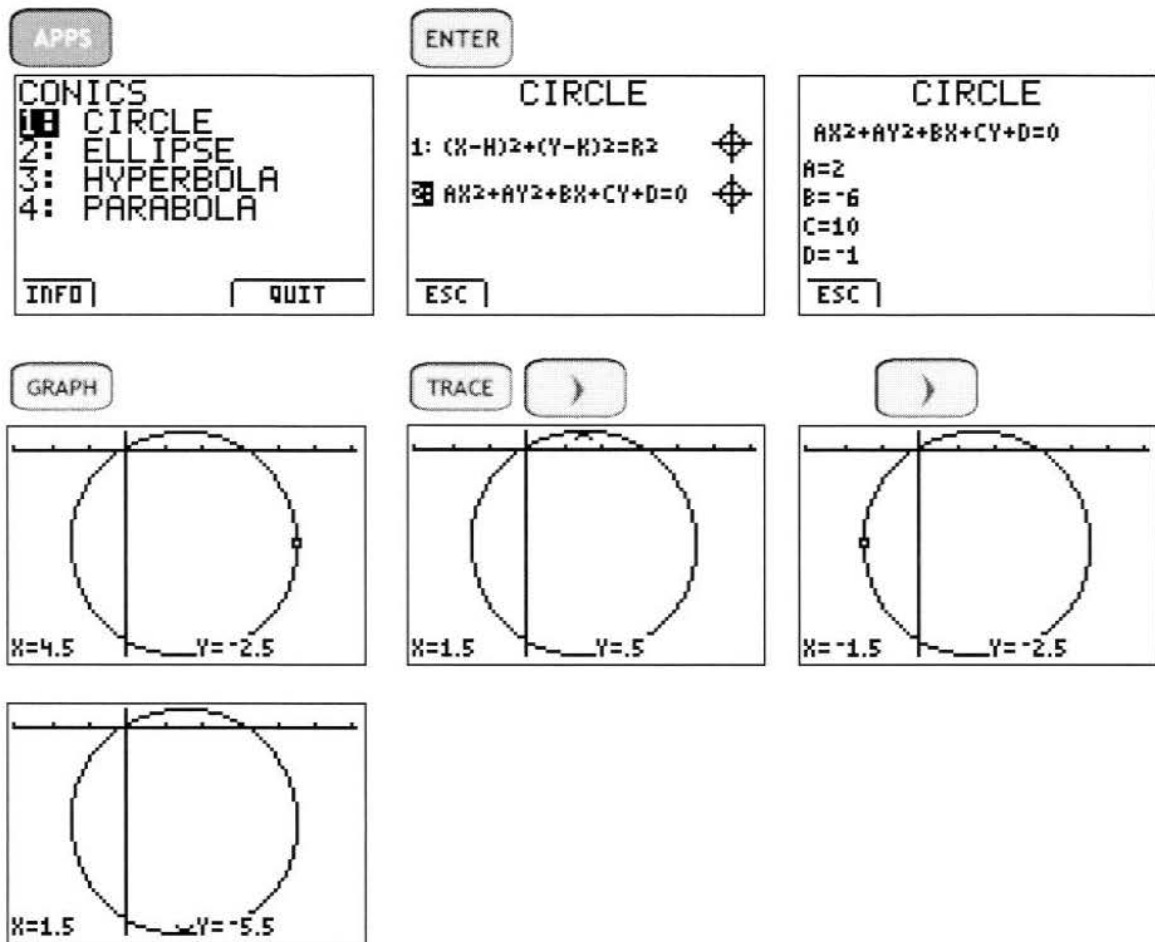 APPS
CONICS
1: CIRCLE
2: ELLIPSE
3: HYPERBOLA
4: PARABOLA
INFO QUIT
ENTER
CIRCLE
1: (X-H)²+(Y-K)²=R²
2: AX²+AY²+BX+CY+D=0
ESC
CIRCLE
AX²+AY²+BX+CY+D=0
A=2
B=-6
C=10
D=-1
ESC
GRAPH
X=4.5 Y=-2.5
TRACE >
X=1.5 Y=.5
>
X=-1.5 Y=-2.5
X=1.5 Y=-5.5